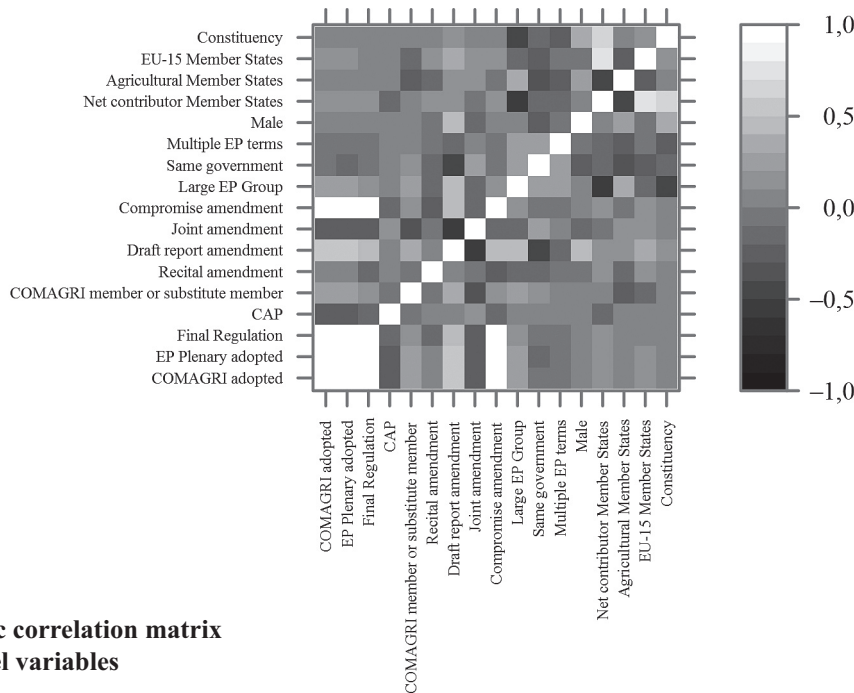 Constituency
EU-15 Member States
Agricultural Member States
Net contributor Member States
Male
Multiple EP terms
Same government
Large EP Group
Compromise amendment
Joint amendment
Draft report amendment
Recital amendment
COMAGRI member or substitute member
CAP
Final Regulation
EP Plenary adopted
COMAGRI adopted
1,0
0,5
0,0
–0,5
–1,0
COMAGRI adopted
EP Plenary adopted
Final Regulation
CAP
COMAGRI member or substitute member
Recital amendment
Draft report amendment
Joint amendment
Compromise amendment
Large EP Group
Same government
Multiple EP terms
Male
Net contributor Member States
Agricultural Member States
EU-15 Member States
Constituency
c correlation matrix
el variables